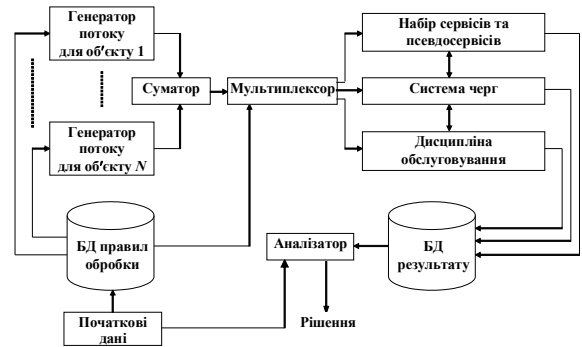 Генератор
потоку
для об'єкту 1
Набір сервісів та
псевдосервісів
Суматор
Мультиплексор
Система черг
Генератор
потоку
для об'єкту N
Дисципліна
обслуговування
БД правил
обробки
Аналізатор
БД
результату
Початкові
дані
Рішення